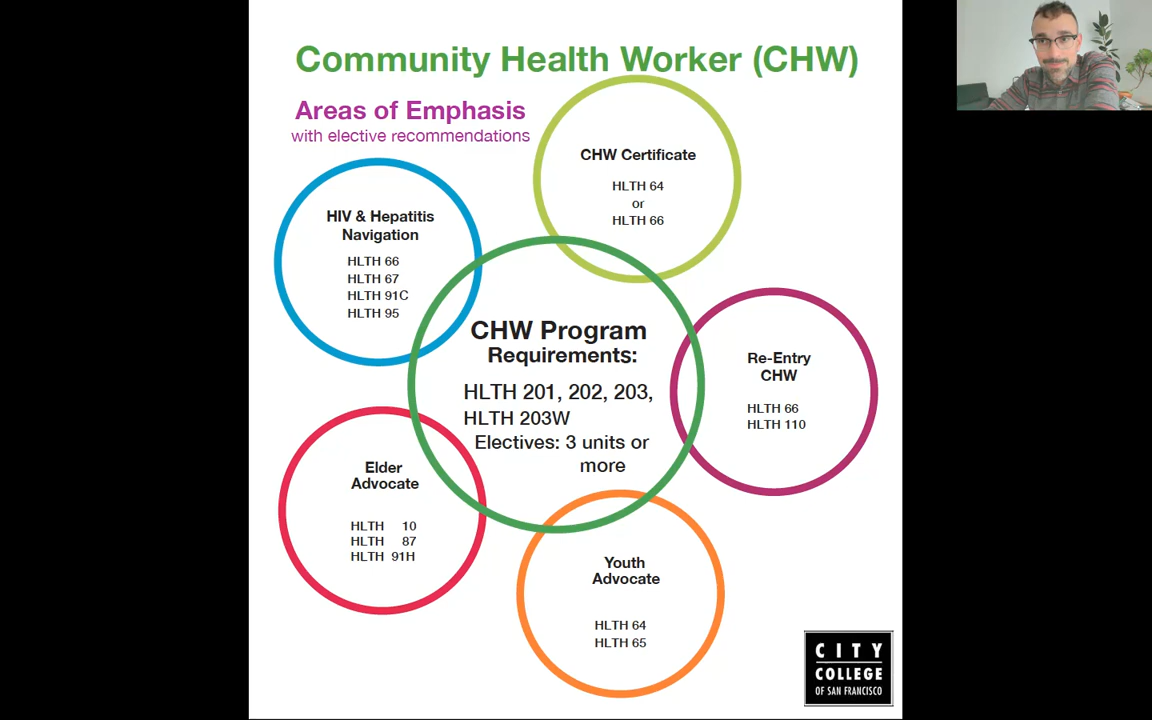 Community Health Worker (CHW)
Areas of Emphasis
with elective recommendations
CHW Certificate
HLTH 64
or
HLTH 66
HIV & Hepatitis
Navigation
HLTH 66
HLTH 67
HLTH 91C
HLTH 95
CHW Program
Requirements:
HLTH 201, 202, 203,
HLTH 203W
Electives: 3 units or
more
Re-Entry
CHW
HLTH 66
HLTH 110
Elder
Advocate
HLTH 10
HLTH 87
HLTH 91H
Youth
Advocate
HLTH 64
HLTH 65
CITY
COLLEGE
OF SAN FRANCISCO